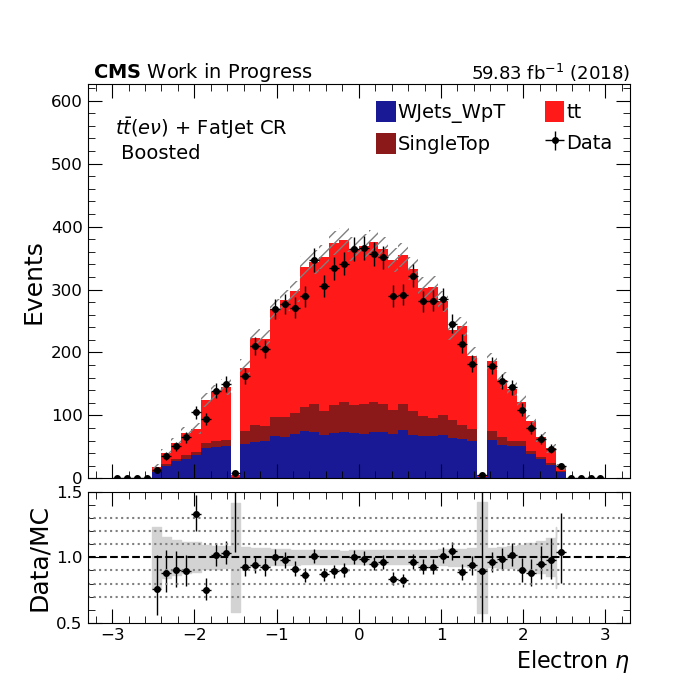 CMS Work in Progress 59.83 fb⁻¹ (2018)
tt̄(eν) + FatJet CR
Boosted
WJets_WpT tt
SingleTop Data
Events
600
500
400
300
200
100
0
Data/MC
1.5
1.0
0.5
−3 −2 −1 0 1 2 3
Electron η